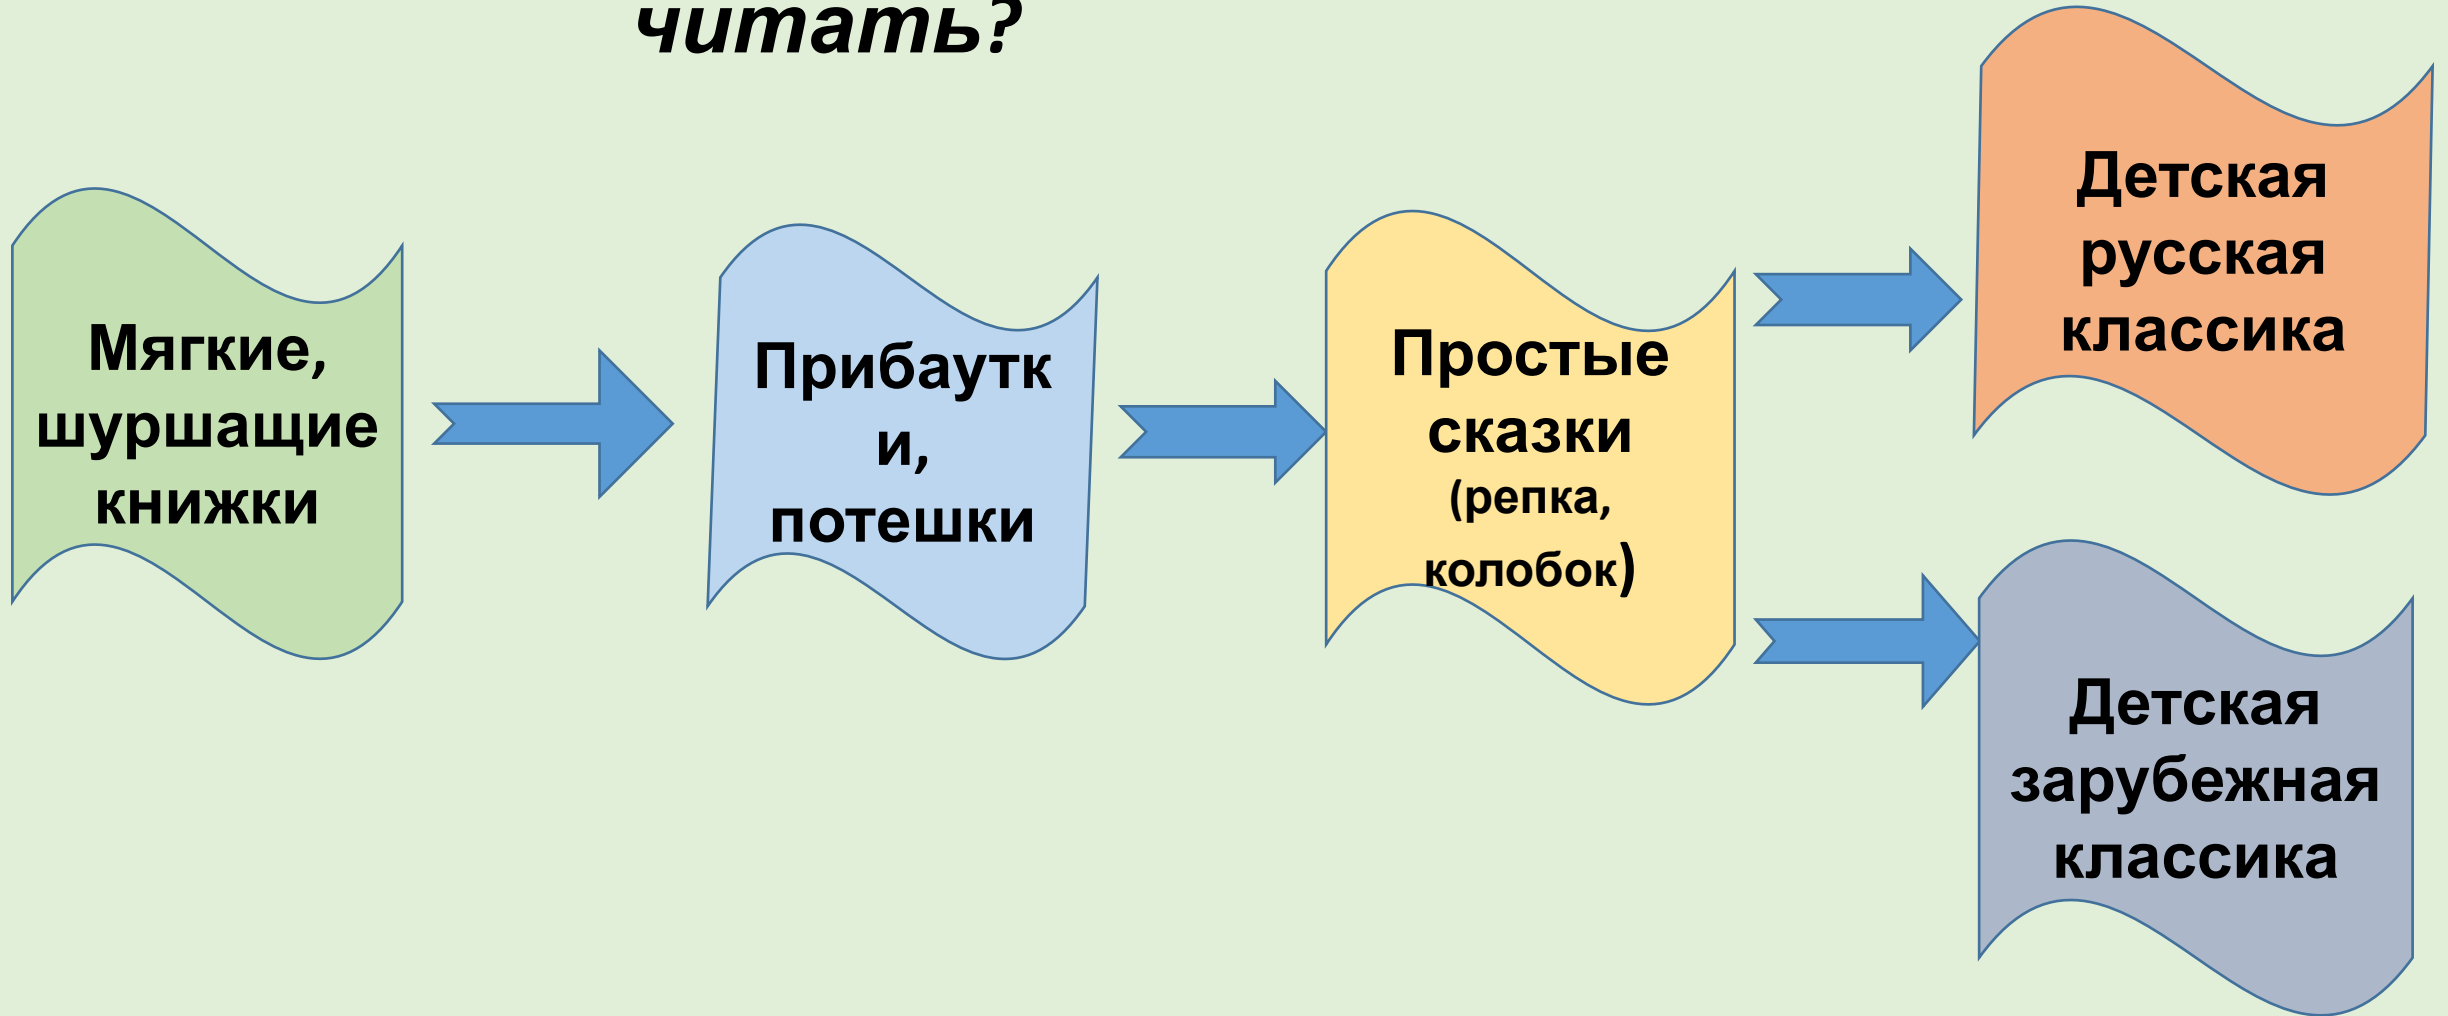 читать?
Мягкие,
шуршащие
книжки
Прибаутк
и,
потешки
Простые
сказки
(репка,
колобок)
Детская
русская
классика
Детская
зарубежная
классика